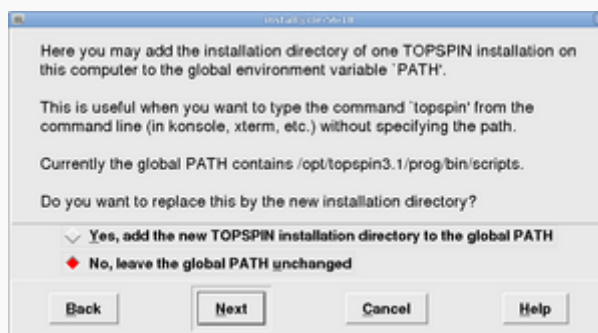 Here you may add the installation directory of one TOPSPIN installation on
this computer to the global environment variable `PATH'.
This is useful when you want to type the command `topspin' from the
command line (in konsole, xterm, etc.) without specifying the path.
Currently the global PATH contains /opt/topspin3.1/prog/bin/scripts.
Do you want to replace this by the new installation directory?
Yes, add the new TOPSPIN installation directory to the global PATH
No, leave the global PATH unchanged
Back Next Cancel Help